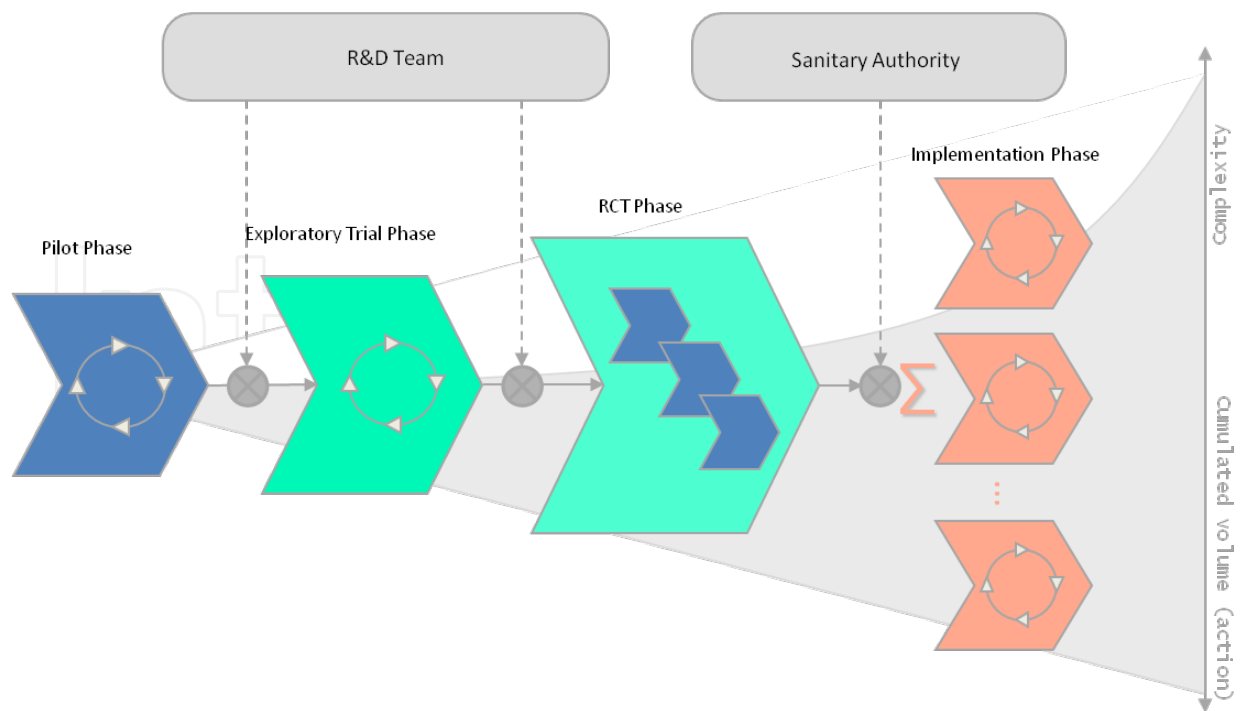 R&D Team
Sanitary Authority
Implementation Phase
RCT Phase
Exploratory Trial Phase
Pilot Phase
Σ
...
complexity
Cumulated volume (action)